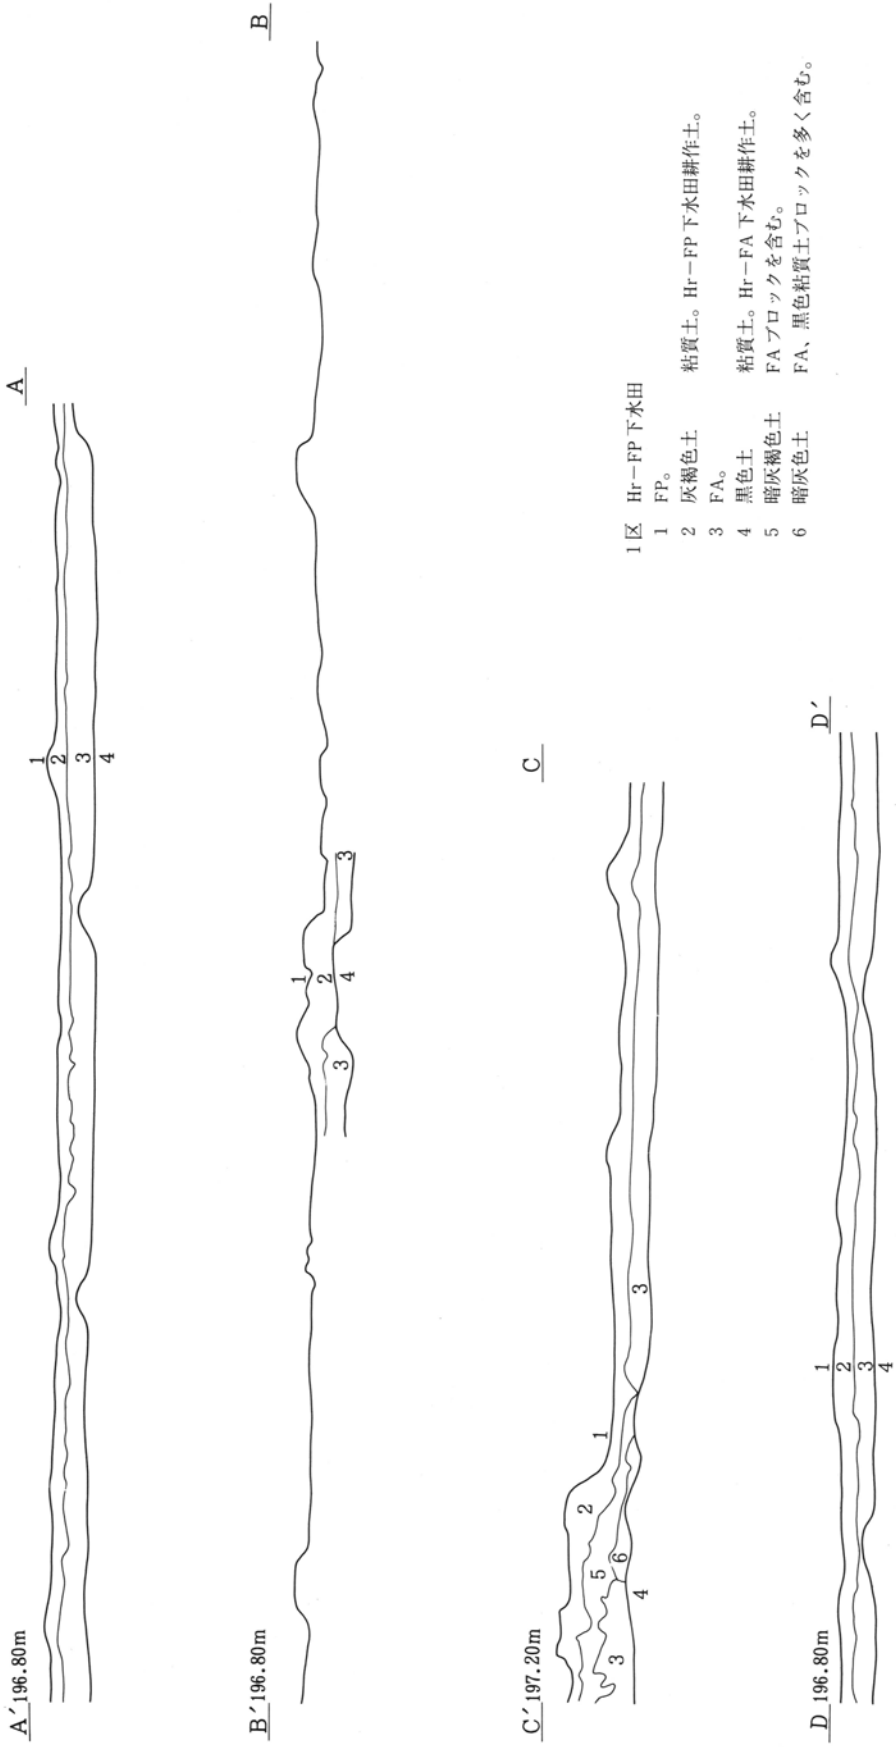 A′ 196.80m
A
1
2
3
4
B′ 196.80m
B
1
2
4
3
3
C′ 197.20m
C
1
2
5
6
3
4
3
D 196.80m
D′
1
2
3
4
1区 Hr－FP下水田
1 FP。
2 灰褐色土 粘質土。Hr－FP下水田耕作土。
3 FA。
4 黒色土 粘質土。Hr－FA下水田耕作土。
5 暗灰褐色土 FAブロックを含む。
6 暗灰色土 FA、黒色粘質土ブロックを多く含む。